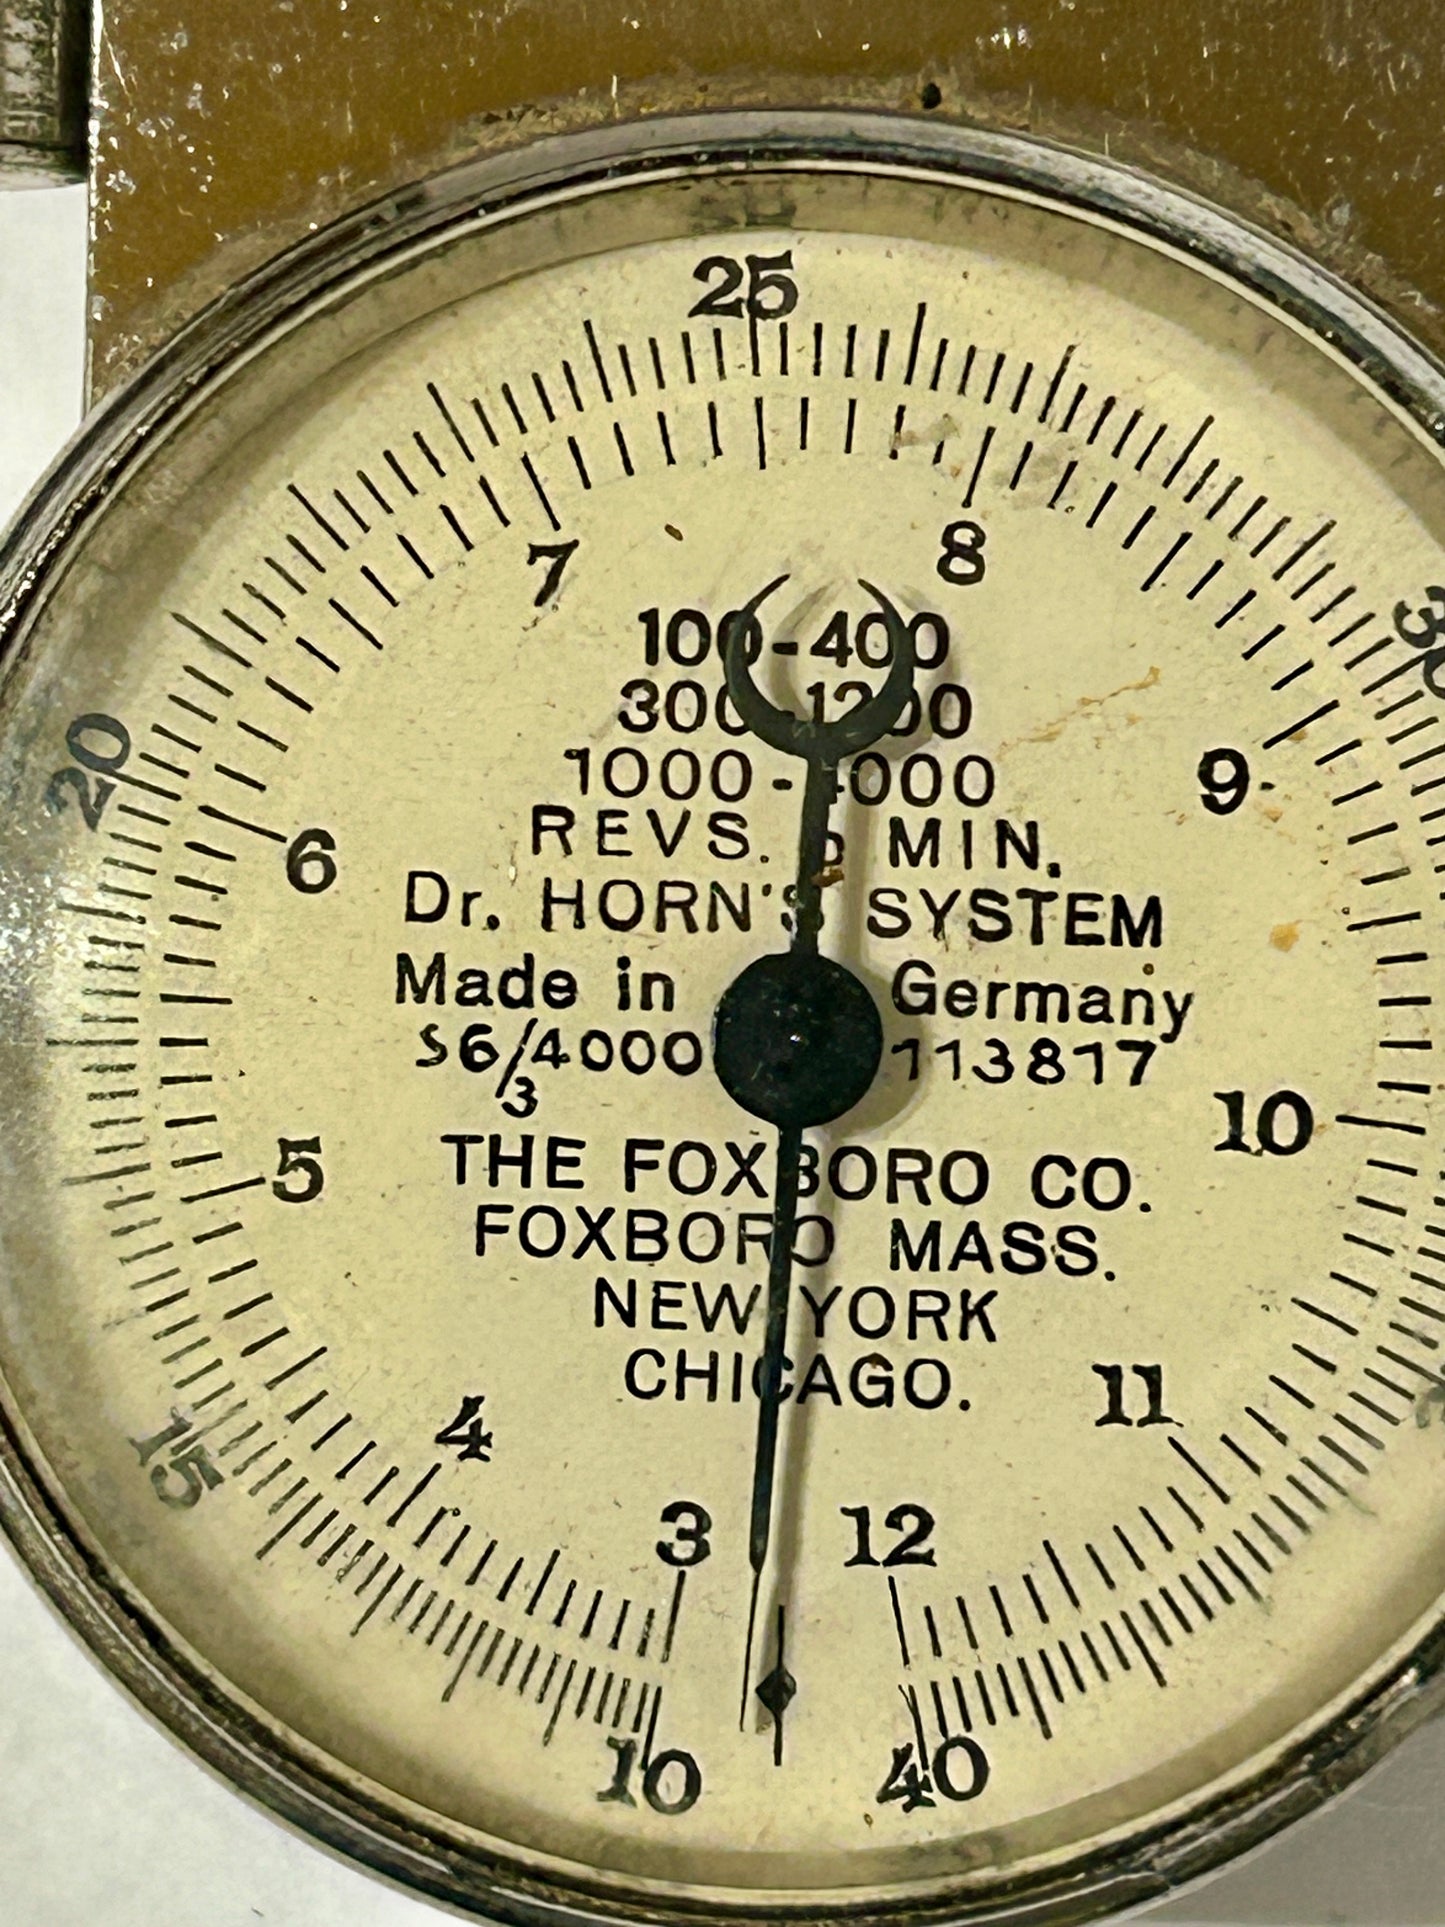 25
7
8
30
100-400
300-1200
1000-4000
20
9
REVS. p MIN.
6
Dr. HORN'S SYSTEM
Made in Germany
S6/4000 113817
3
10
5
THE FOXBORO CO.
FOXBORO MASS.
NEW YORK
CHICAGO.
11
4
15
3
12
10
40